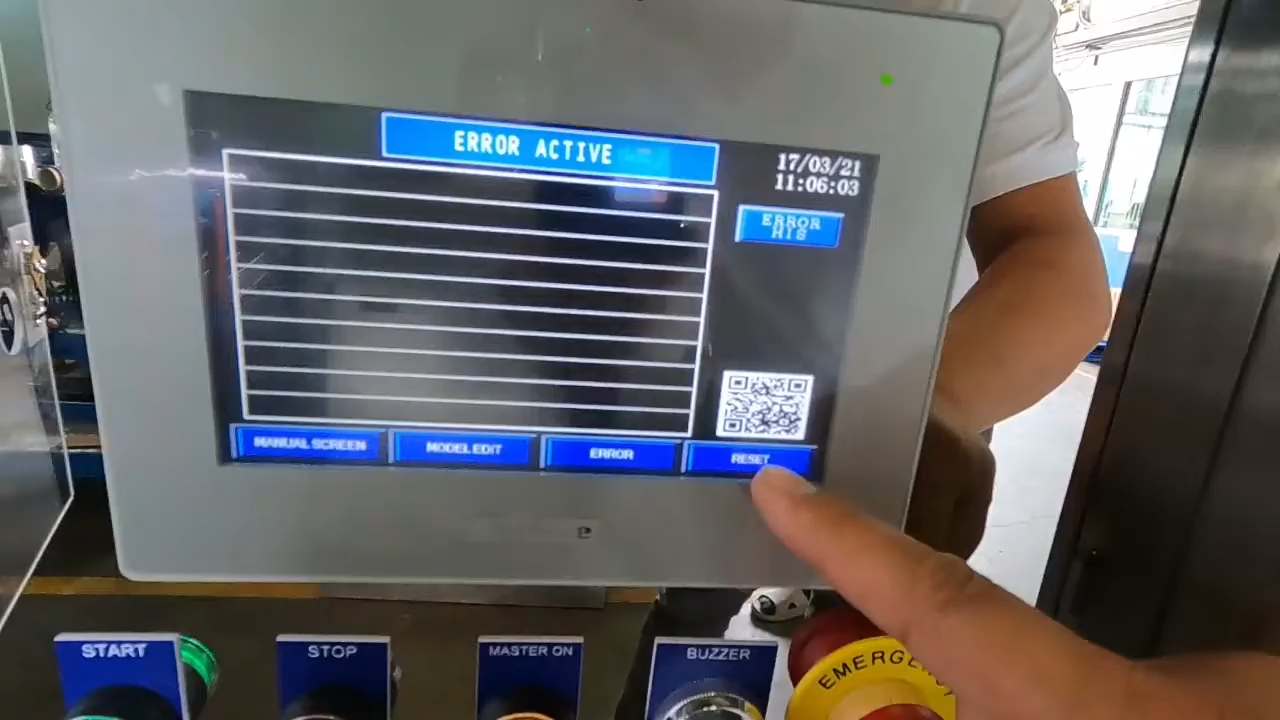 ERROR ACTIVE
17/03/21
11:06:03
ERROR
HIS
MANUAL SCREEN
MODEL EDIT
ERROR
RESET
START
STOP
MASTER ON
BUZZER